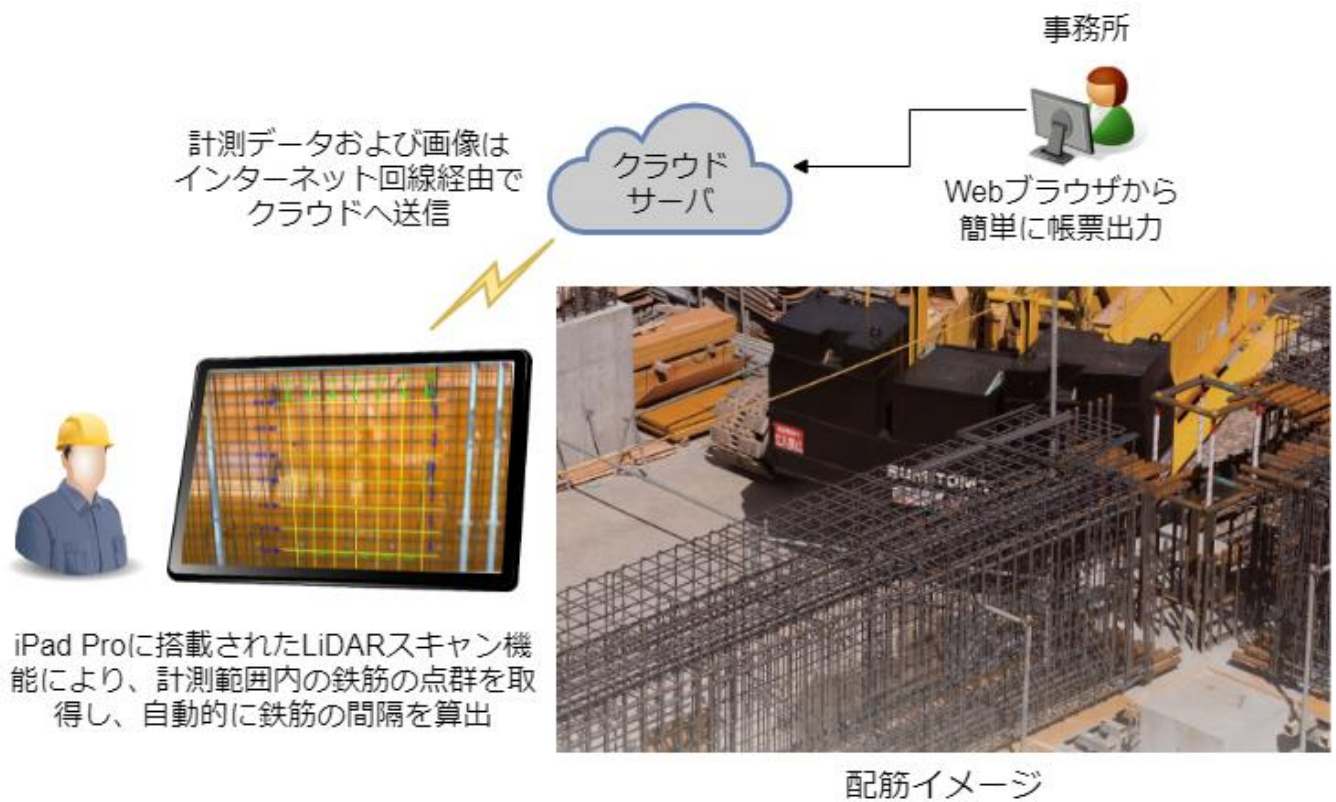 事務所
計測データおよび画像は
インターネット回線経由で
クラウドへ送信
クラウド
サーバ
Webブラウザから
簡単に帳票出力
iPad Proに搭載されたLiDARスキャン機
能により、計測範囲内の鉄筋の点群を取
得し、自動的に鉄筋の間隔を算出
配筋イメージ